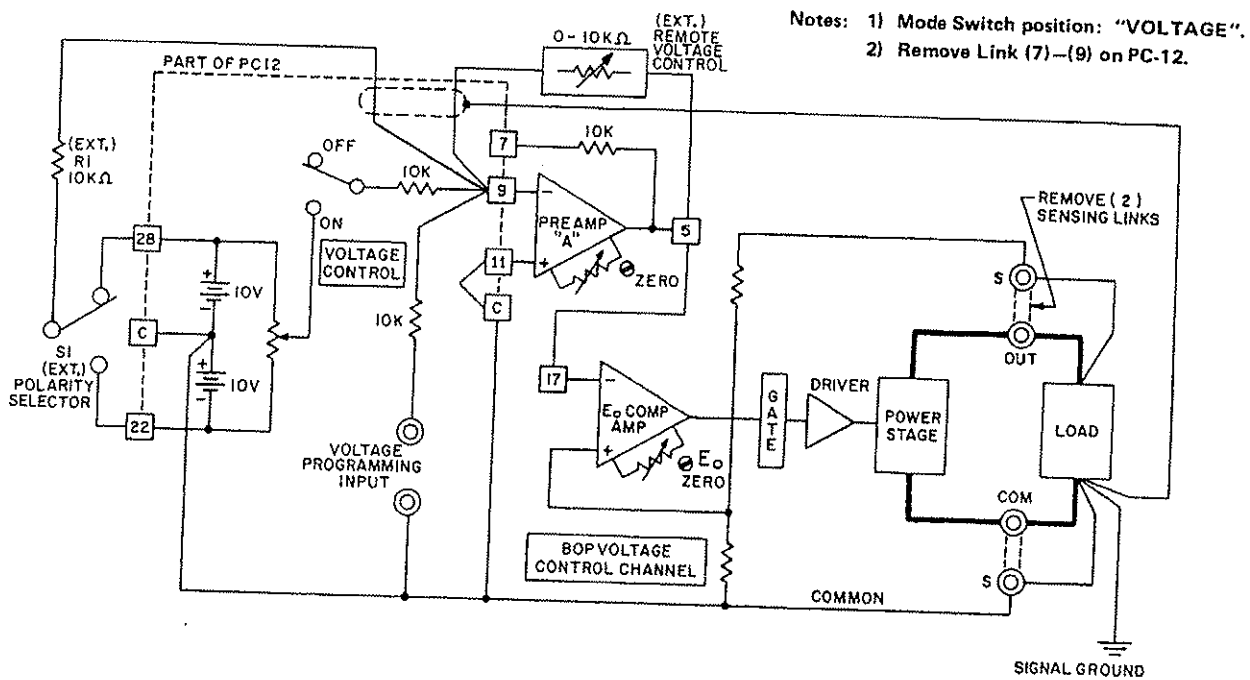 Notes: 1) Mode Switch position: "VOLTAGE".
2) Remove Link (7)—(9) on PC-12.
(EXT.)
REMOTE
VOLTAGE
CONTROL
0-10KΩ
PART OF PC12
(EXT.)
R1
10KΩ
OFF
10K
ON
VOLTAGE
CONTROL
7
10K
9
−
PREAMP
"A"
+
11
C
ZERO
5
28
+
−
10V
C
+
−
10V
22
S1
(EXT.)
POLARITY
SELECTOR
10K
VOLTAGE
PROGRAMMING
INPUT
17
−
Eo COMP
AMP
+
Eo
ZERO
BOP VOLTAGE
CONTROL CHANNEL
GATE
DRIVER
POWER
STAGE
REMOVE (2)
SENSING LINKS
S
OUT
LOAD
COM
S
COMMON
SIGNAL GROUND